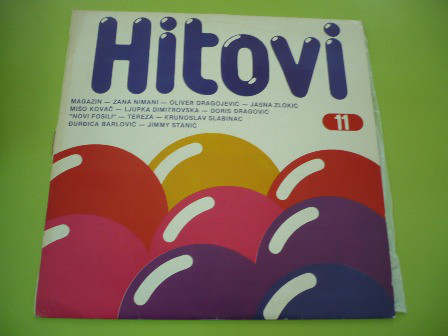 Hitovi
MAGAZIN — ZANA NIMANI — OLIVER DRAGOJEVIĆ — JASNA ZLOKIĆ
MIŠO KOVAČ — LJUPKA DIMITROVSKA — DORIS DRAGOVIĆ
"NOVI FOSILI" — TEREZA — KRUNOSLAV SLABINAC
ĐURĐICA BARLOVIĆ — JIMMY STANIĆ
11